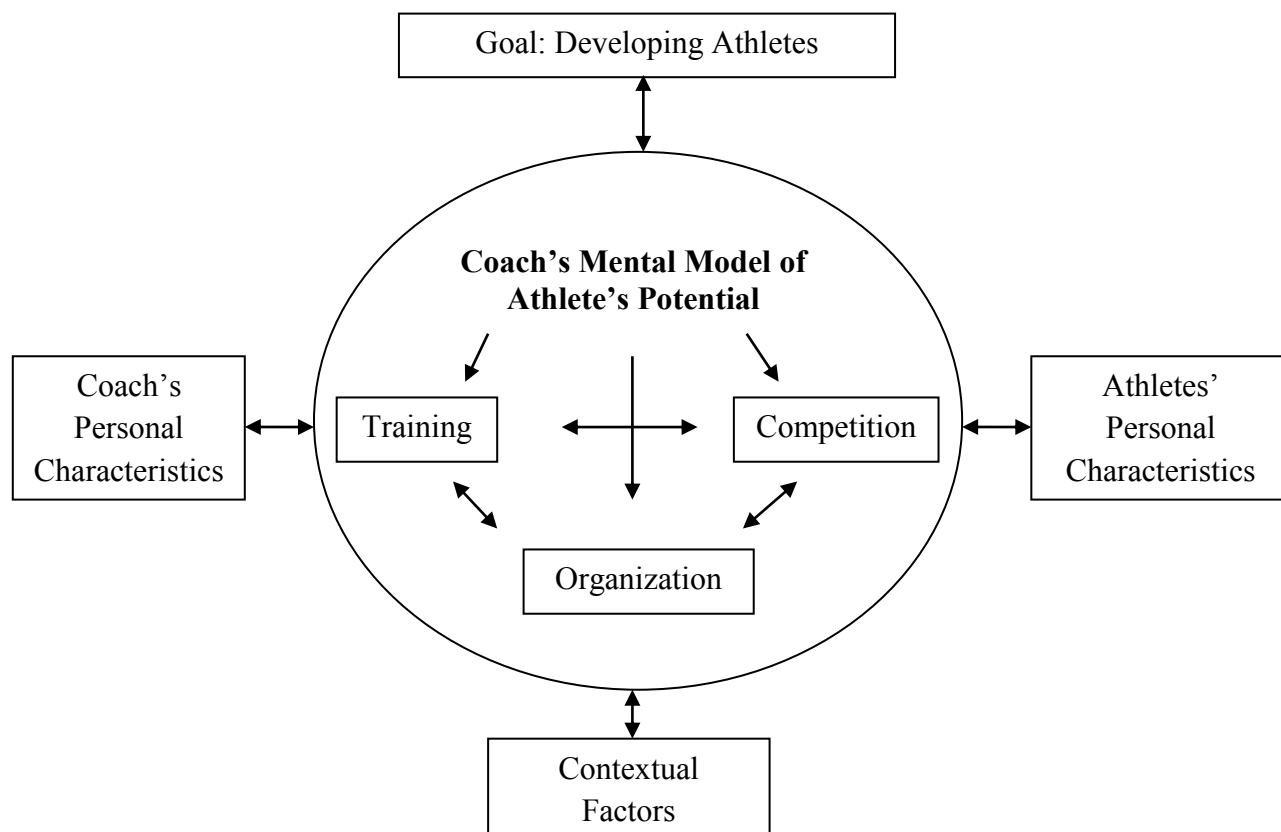 Goal: Developing Athletes
Coach’s Mental Model of
Athlete’s Potential
Coach’s
Personal
Characteristics
Training
Competition
Athletes’
Personal
Characteristics
Organization
Contextual
Factors